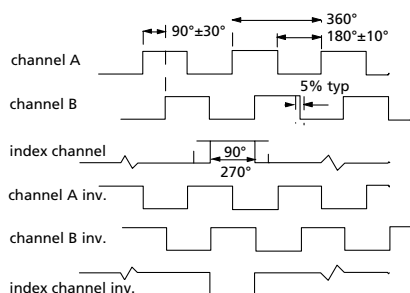 360°
90°±30°
180°±10°
channel A
5% typ
channel B
index channel
90°
270°
channel A inv.
channel B inv.
index channel inv.